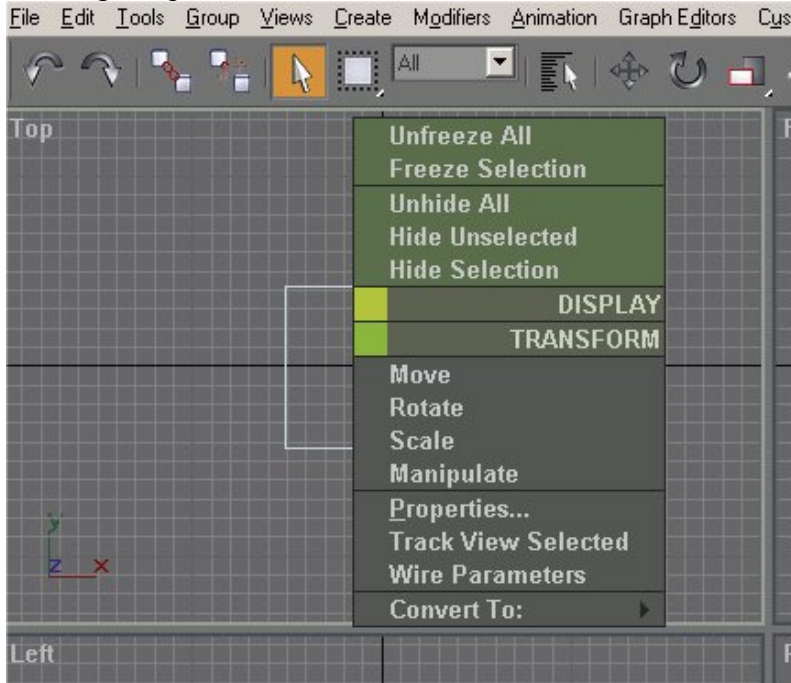 File Edit Tools Group Views Create Modifiers Animation Graph Editors Cus
All
Top
Unfreeze All
Freeze Selection
Unhide All
Hide Unselected
Hide Selection
DISPLAY
TRANSFORM
Move
Rotate
Scale
Manipulate
Properties...
Track View Selected
Wire Parameters
Convert To:
y
z x
Left